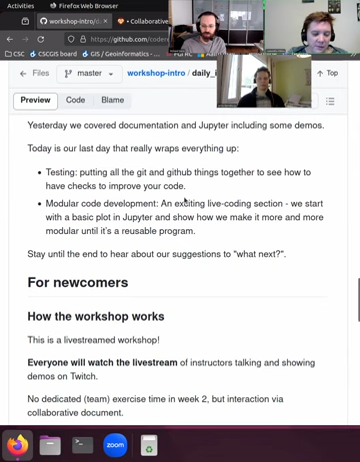 Activities
Firefox Web Browser
workshop-intro/
• Collaborative
https://github.com/coderef
CSC
CSCGIS board
GIS / Geoinformatics
Files
master
workshop-intro / daily_i
Top
Preview
Code
Blame
Yesterday we covered documentation and Jupyter including some demos.
Today is our last day that really wraps everything up:
• Testing: putting all the git and github things together to see how to
have checks to improve your code.
• Modular code development: An exciting live-coding section - we start
with a basic plot in Jupyter and show how we make it more and more
modular until it's a reusable program.
Stay until the end to hear about our suggestions to "what next?".
For newcomers
How the workshop works
This is a livestreamed workshop!
Everyone will watch the livestream of instructors talking and showing
demos on Twitch.
No dedicated (team) exercise time in week 2, but interaction via
collaborative document.
zoom